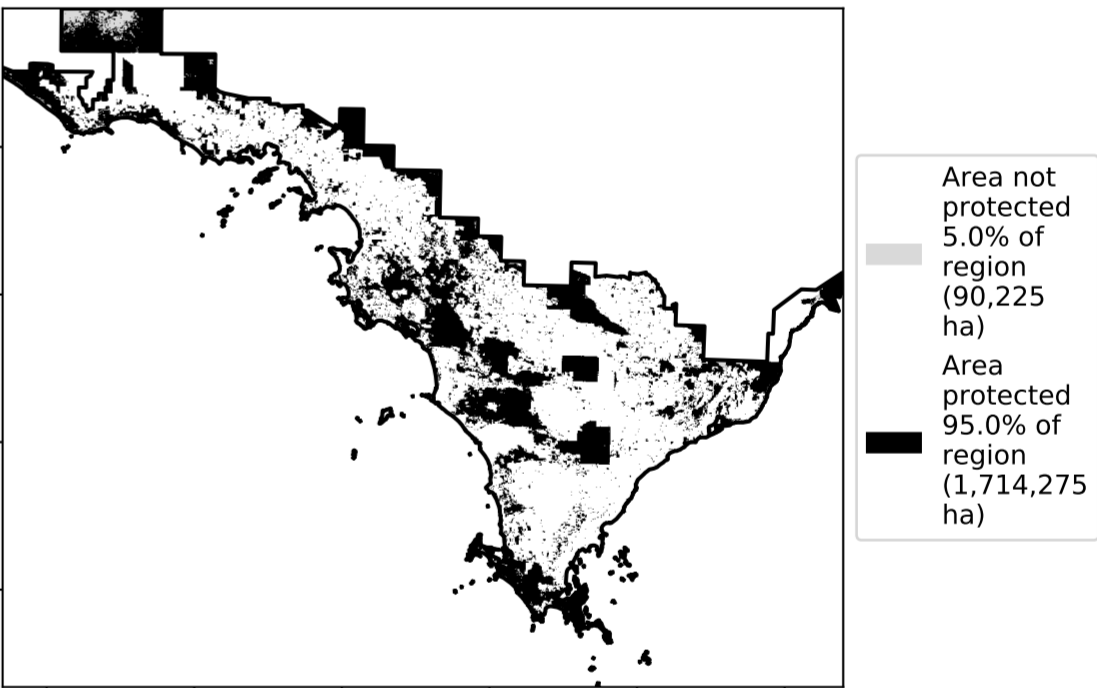 Area not
protected
5.0% of
region
(90,225
ha)
Area
protected
95.0% of
region
(1,714,275
ha)